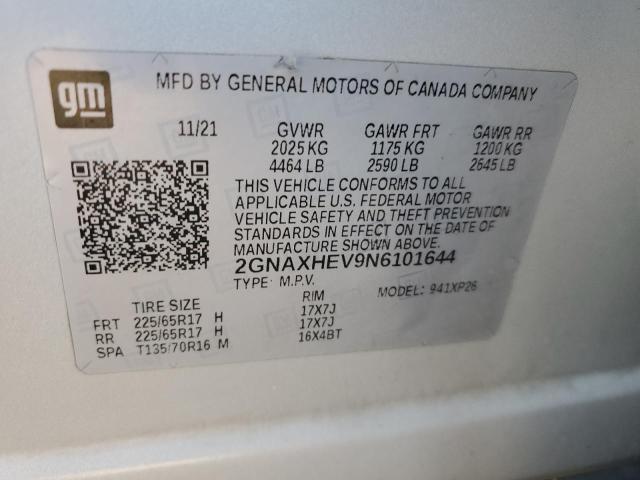 gm
MFD BY GENERAL MOTORS OF CANADA COMPANY
11/21 GVWR GAWR FRT GAWR RR
2025 KG 1175 KG 1200 KG
4464 LB 2590 LB 2645 LB
THIS VEHICLE CONFORMS TO ALL
APPLICABLE U.S. FEDERAL MOTOR
VEHICLE SAFETY AND THEFT PREVENTION
STANDARDS IN EFFECT ON THE DATE OF
MANUFACTURE SHOWN ABOVE.
2GNAXHEV9N6101644
TYPE: M.P.V. MODEL: 941XP26
TIRE SIZE RIM
FRT 225/65R17 H 17X7J
RR 225/65R17 H 17X7J
SPA T135/70R16 M 16X4BT